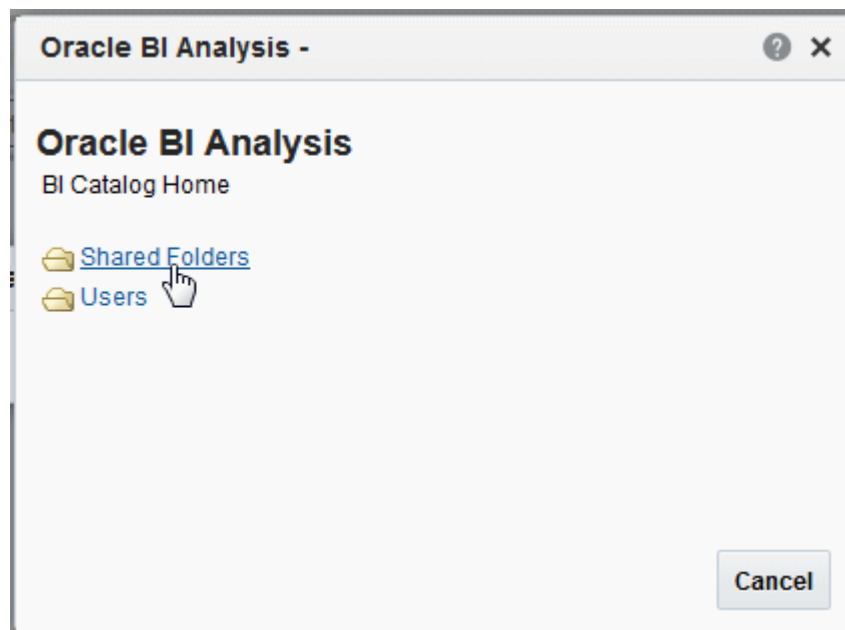 Oracle BI Analysis -
Oracle BI Analysis
BI Catalog Home
Shared Folders
Users
Cancel